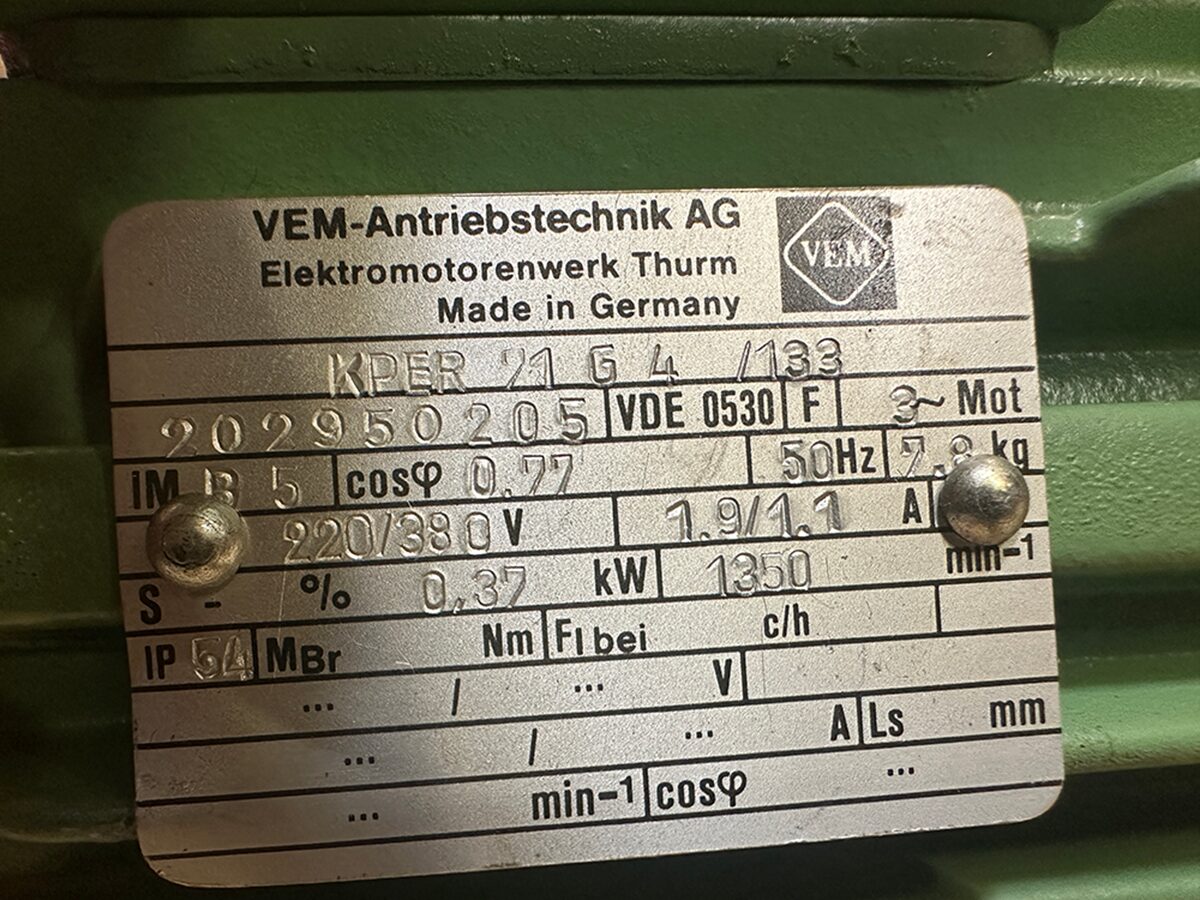 VEM-Antriebstechnik AG
VEM
Elektromotorenwerk Thurm
Made in Germany
KPER 71 G 4 /133
202950205 VDE 0530 F 3~ Mot
IM B 5 cosφ 0.77 50Hz 7.8 kg
220/380 V 1.9/1.1 A
S - % 0,37 kW 1350 min-1
IP 54 MBr Nm FI bei c/h
... / ... V
... / ... A Ls mm
... min-1 cosφ ...